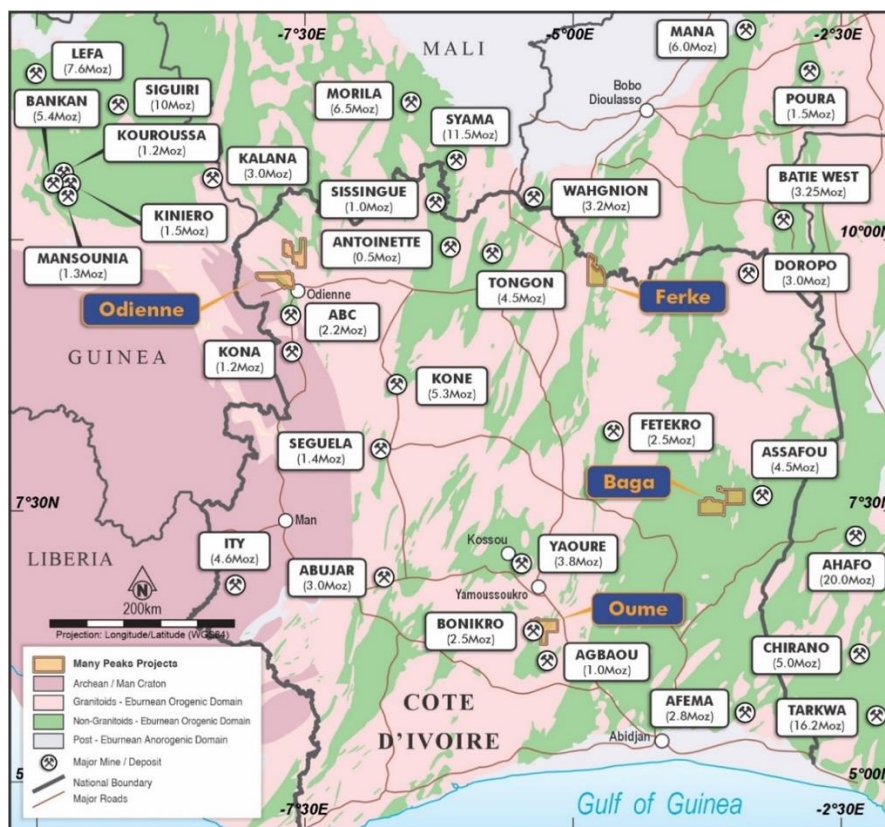 -7°30E
-5°00E
-2°30E
MALI
LEFA
(7.6Moz)
MANA
(6.0Moz)
SIGUIRI
(10Moz)
MORILA
(6.5Moz)
POURA
(1.5Moz)
BANKAN
(5.4Moz)
Bobo
Dioulasso
KOUROUSSA
(1.2Moz)
SYAMA
(11.5Moz)
KALANA
(3.0Moz)
SISSINGUE
(1.0Moz)
WAHGNION
(3.2Moz)
BATIE WEST
(3.25Moz)
KINIERO
(1.5Moz)
MANSOUNIA
(1.3Moz)
ANTOINETTE
(0.5Moz)
10°00N
TONGON
(4.5Moz)
DOROPO
(3.0Moz)
Odienne
Odienne
Ferke
ABC
(2.2Moz)
GUINEA
KONA
(1.2Moz)
KONE
(5.3Moz)
SEGUELA
(1.4Moz)
FETEKRO
(2.5Moz)
ASSAFOU
(4.5Moz)
Baga
7°30N
7°30N
Man
LIBERIA
ITY
(4.6Moz)
Kossou
YAOURE
(3.8Moz)
AHAFO
(20.0Moz)
ABUJAR
(3.0Moz)
Yamoussoukro
N
200km
Projection: Longitude/Latitude (WGS84)
Oume
BONIKRO
(2.5Moz)
AGBAOU
(1.0Moz)
CHIRANO
(5.0Moz)
Many Peaks Projects
Archean / Man Craton
Granitoids - Eburnean Orogenic Domain
Non-Granitoids - Eburnean Orogenic Domain
Post - Eburnean Anorogenic Domain
Major Mine / Deposit
National Boundary
Major Roads
COTE
D'IVOIRE
AFEMA
(2.8Moz)
TARKWA
(16.2Moz)
Abidjan
5°00N
Gulf of Guinea
-7°30E
-5°00E
-2°30E